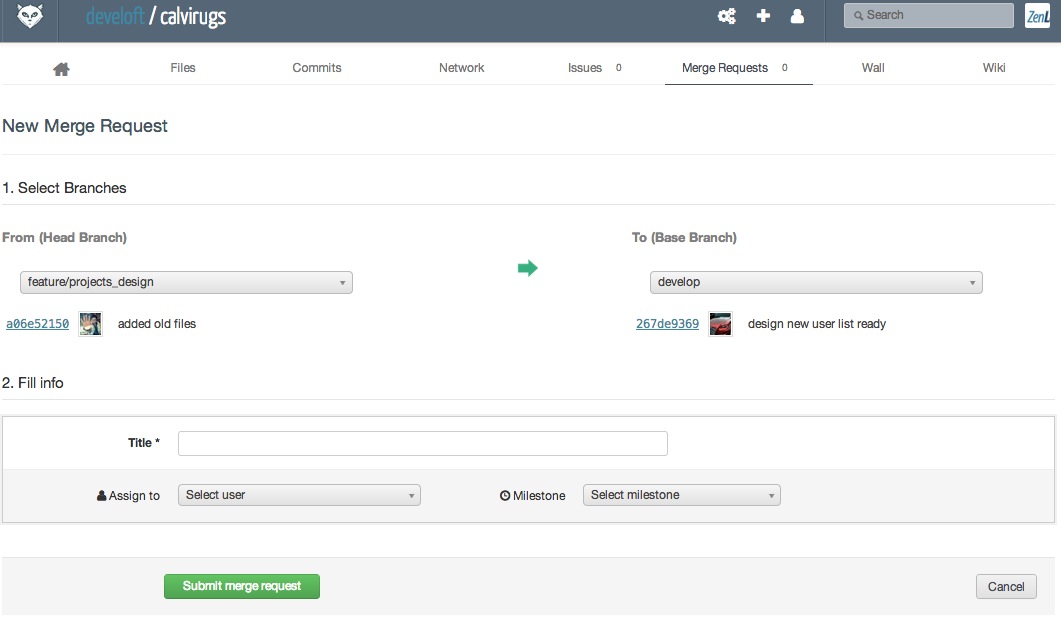 develoft / calvirugs
Search
ZenL
Files Commits Network Issues 0 Merge Requests 0 Wall Wiki
New Merge Request
1. Select Branches
From (Head Branch) To (Base Branch)
feature/projects_design develop
a06e52150 added old files 267de9369 design new user list ready
2. Fill info
Title *
Assign to Select user Milestone Select milestone
Submit merge request Cancel